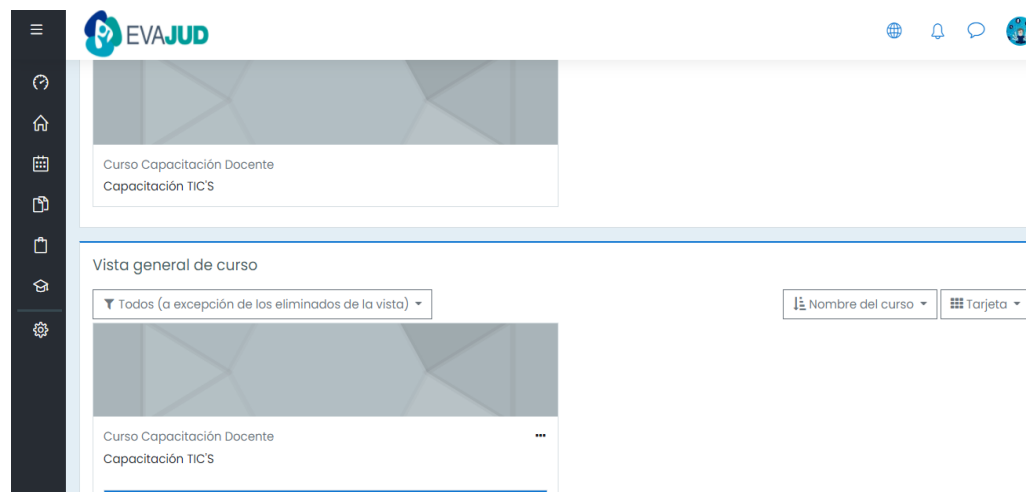 EVAJUD
Curso Capacitación Docente
Capacitación TIC'S
Vista general de curso
Todos (a excepción de los eliminados de la vista)
Nombre del curso
Tarjeta
Curso Capacitación Docente
Capacitación TIC'S